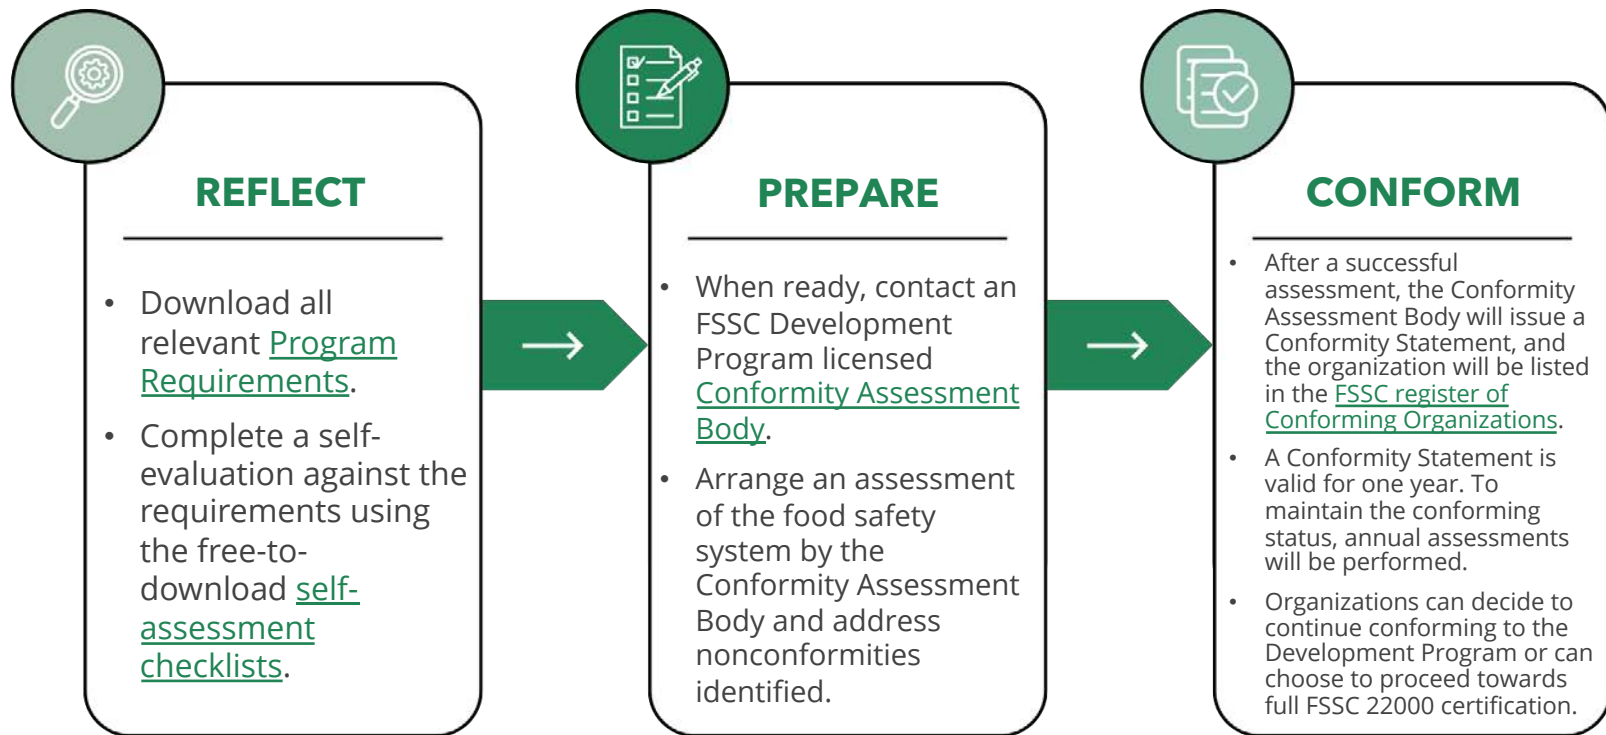 REFLECT
• Download all
relevant Program
Requirements.
• Complete a self-
evaluation against the
requirements using
the free-to-
download self-
assessment
checklists.
PREPARE
• When ready, contact an
FSSC Development
Program licensed
Conformity Assessment
Body.
• Arrange an assessment
of the food safety
system by the
Conformity Assessment
Body and address
nonconformities
identified.
CONFORM
• After a successful
assessment, the Conformity
Assessment Body will issue a
Conformity Statement, and
the organization will be listed
in the FSSC register of
Conforming Organizations.
• A Conformity Statement is
valid for one year. To
maintain the conforming
status, annual assessments
will be performed.
• Organizations can decide to
continue conforming to the
Development Program or can
choose to proceed towards
full FSSC 22000 certification.